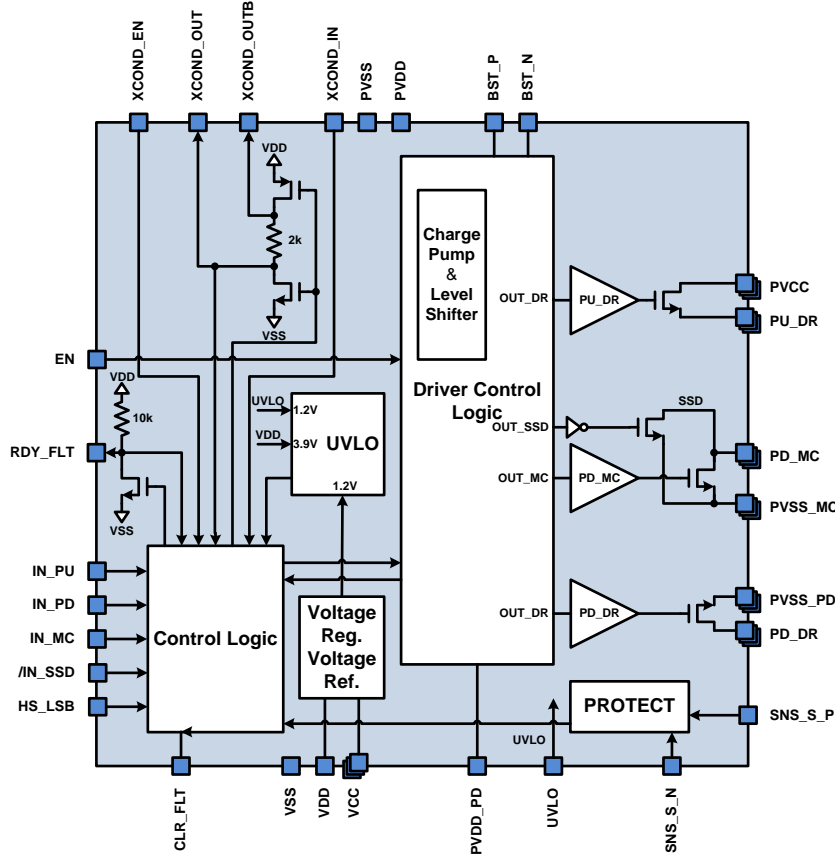 XCOND_EN
XCOND_OUT
XCOND_OUTB
XCOND_IN
PVSS
PVDD
BST_P
BST_N
VDD
2k
VSS
Charge
Pump
&
Level
Shifter
OUT_DR
PU_DR
PVCC
PU_DR
EN
VDD
10k
RDY_FLT
VSS
UVLO
1.2V
VDD
3.9V
UVLO
1.2V
Driver Control
Logic
OUT_SSD
SSD
OUT_MC
PD_MC
PD_MC
PVSS_MC
IN_PU
IN_PD
IN_MC
/IN_SSD
HS_LSB
Control Logic
Voltage
Reg.
Voltage
Ref.
OUT_DR
PD_DR
PVSS_PD
PD_DR
PROTECT
UVLO
SNS_S_P
CLR_FLT
VSS
VDD
VCC
PVDD_PD
UVLO
SNS_S_N